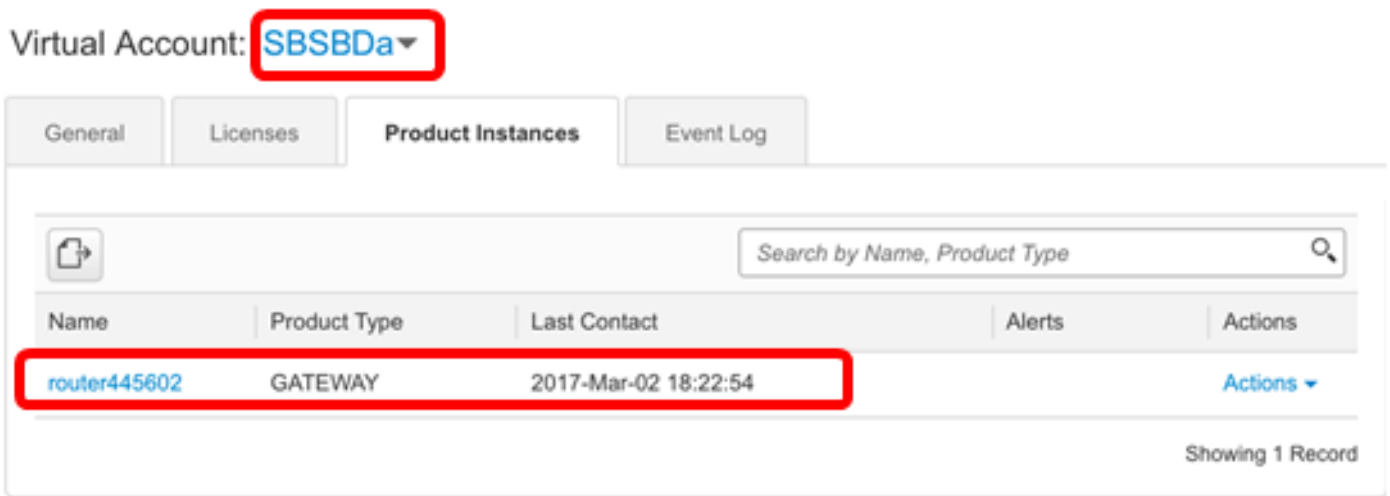 Virtual Account: SBSBDa
General Licenses Product Instances Event Log
Search by Name, Product Type
Name Product Type Last Contact Alerts Actions
router445602 GATEWAY 2017-Mar-02 18:22:54 Actions
Showing 1 Record